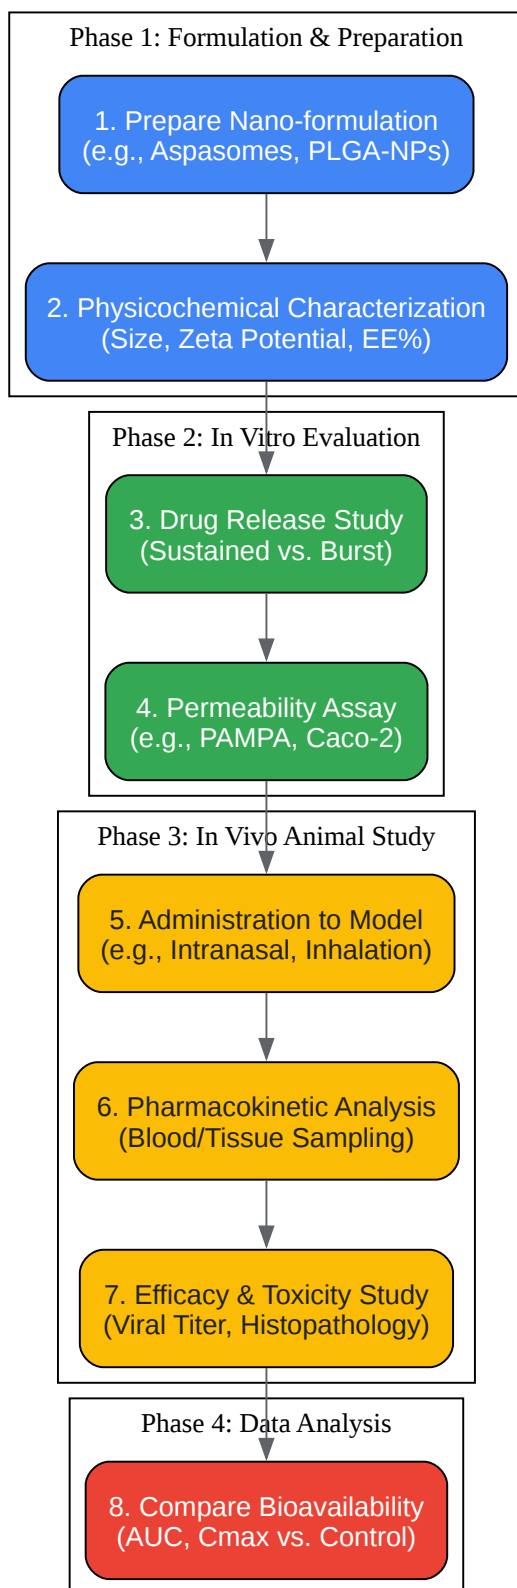 Phase 1: Formulation & Preparation
1. Prepare Nano-formulation
(e.g., Aspasomes, PLGA-NPs)
2. Physicochemical Characterization
(Size, Zeta Potential, EE%)
Phase 2: In Vitro Evaluation
3. Drug Release Study
(Sustained vs. Burst)
4. Permeability Assay
(e.g., PAMPA, Caco-2)
Phase 3: In Vivo Animal Study
5. Administration to Model
(e.g., Intranasal, Inhalation)
6. Pharmacokinetic Analysis
(Blood/Tissue Sampling)
7. Efficacy & Toxicity Study
(Viral Titer, Histopathology)
Phase 4: Data Analysis
8. Compare Bioavailability
(AUC, Cmax vs. Control)